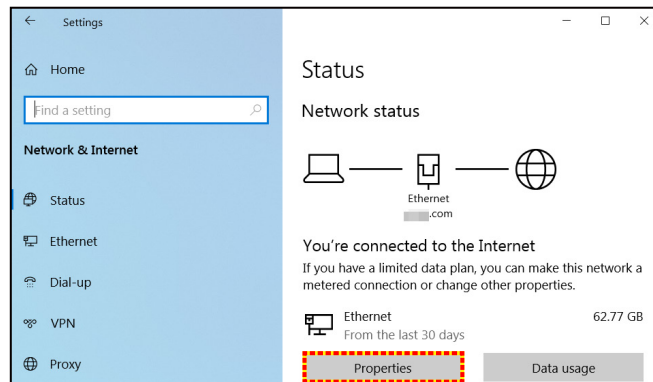 Settings
Home
Find a setting
Network & Internet
Status
Ethernet
Dial-up
VPN
Proxy
Status
Network status
Ethernet
.com
You're connected to the Internet
If you have a limited data plan, you can make this network a
metered connection or change other properties.
Ethernet 62.77 GB
From the last 30 days
Properties Data usage